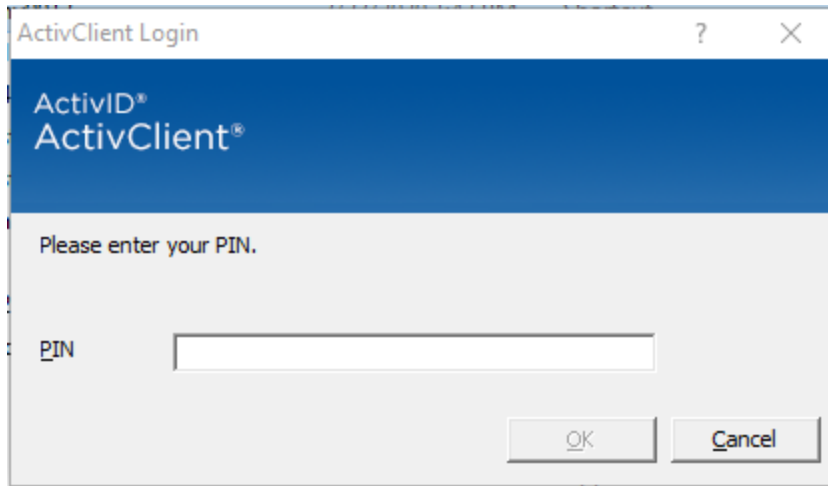 ActivClient Login
?
ActivID®
ActivClient®
Please enter your PIN.
PIN
OK
Cancel